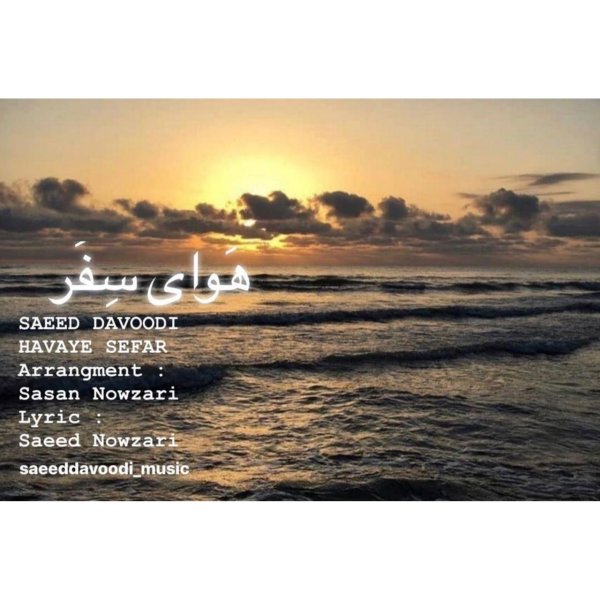 هَوای سِفَر
SAEED DAVOODI
HAVAYE SEFAR
Arrangment :
Sasan Nowzari
Lyric :
Saeed Nowzari
saeeddavoodi_music